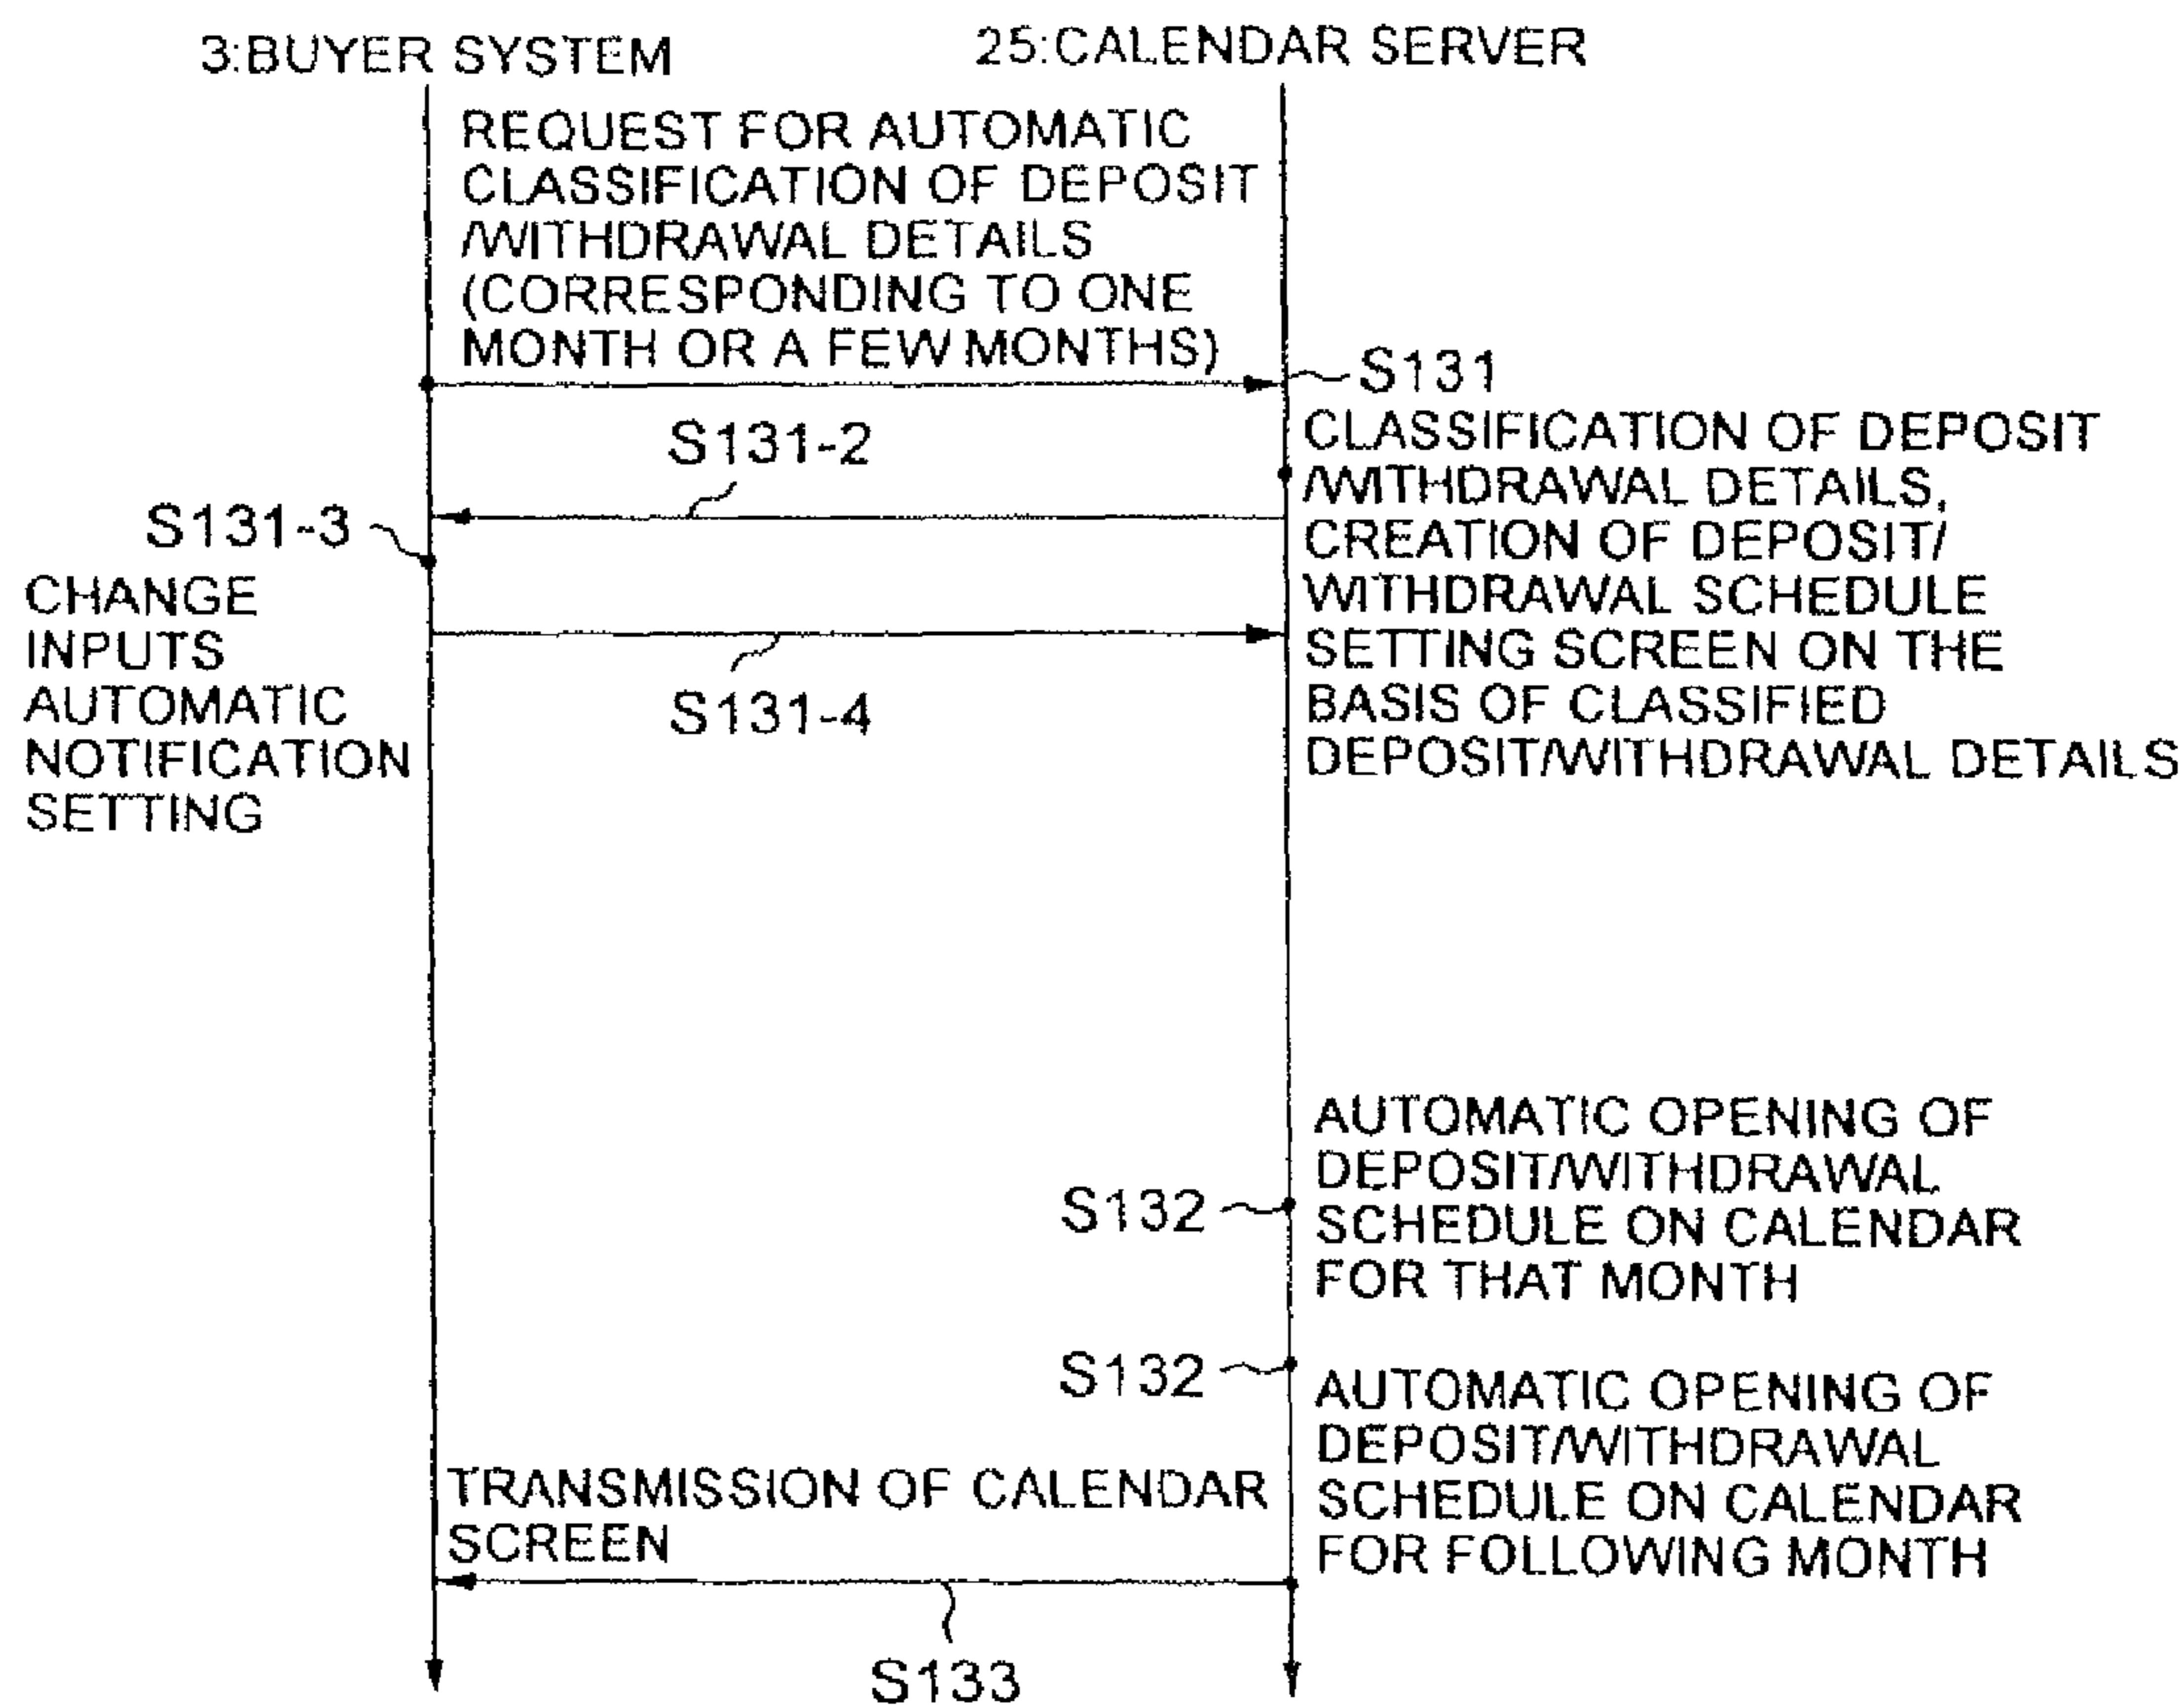 3:BUYER SYSTEM
25:CALENDAR SERVER
REQUEST FOR AUTOMATIC
CLASSIFICATION OF DEPOSIT
/WITHDRAWAL DETAILS
(CORRESPONDING TO ONE
MONTH OR A FEW MONTHS)
S131
CLASSIFICATION OF DEPOSIT
/WITHDRAWAL DETAILS,
CREATION OF DEPOSIT/
WITHDRAWAL SCHEDULE
SETTING SCREEN ON THE
BASIS OF CLASSIFIED
DEPOSIT/WITHDRAWAL DETAILS
S131-2
S131-3
CHANGE
INPUTS
AUTOMATIC
NOTIFICATION
SETTING
S131-4
S132
AUTOMATIC OPENING OF
DEPOSIT/WITHDRAWAL
SCHEDULE ON CALENDAR
FOR THAT MONTH
S132
AUTOMATIC OPENING OF
DEPOSIT/WITHDRAWAL
SCHEDULE ON CALENDAR
FOR FOLLOWING MONTH
TRANSMISSION OF CALENDAR
SCREEN
S133